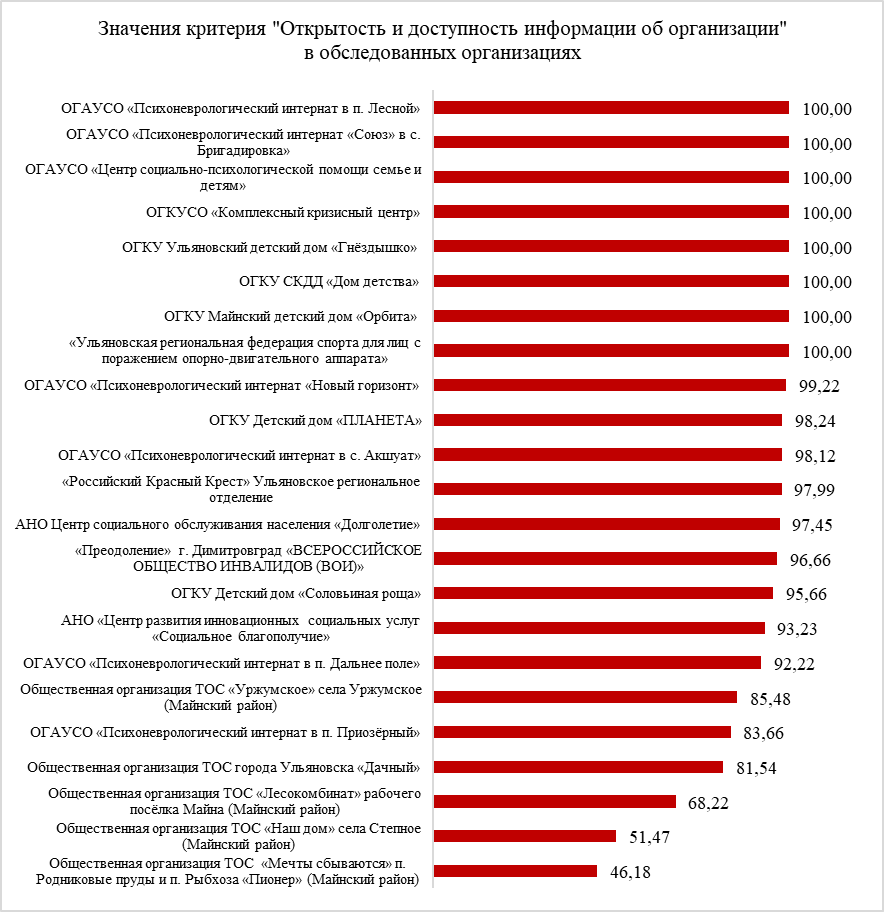 Значения критерия "Открытость и доступность информации об организации"
в обследованных организациях
ОГАУСО «Психоневрологический интернат в п. Лесной»
100,00
ОГАУСО «Психоневрологический интернат «Союз» в с.
Бригадировка»
100,00
ОГАУСО «Центр социально-психологической помощи семье и
детям»
100,00
ОГКУСО «Комплексный кризисный центр»
100,00
ОГКУ Ульяновский детский дом «Гнёздышко»
100,00
ОГКУ СКДД «Дом детства»
100,00
ОГКУ Майнский детский дом «Орбита»
100,00
«Ульяновская региональная федерация спорта для лиц с
поражением опорно-двигательного аппарата»
100,00
ОГАУСО «Психоневрологический интернат «Новый горизонт»
99,22
ОГКУ Детский дом «ПЛАНЕТА»
98,24
ОГАУСО «Психоневрологический интернат в с. Акшуат»
98,12
«Российский Красный Крест» Ульяновское региональное
отделение
97,99
АНО Центр социального обслуживания населения «Долголетие»
97,45
«Преодоление» г. Димитровград «ВСЕРОССИЙСКОЕ
ОБЩЕСТВО ИНВАЛИДОВ (ВОИ)»
96,66
ОГКУ Детский дом «Соловьиная роща»
95,66
АНО «Центр развития инновационных социальных услуг
«Социальное благополучие»
93,23
ОГАУСО «Психоневрологический интернат в п. Дальнее поле»
92,22
Общественная организация ТОС «Уржумское» села Уржумское
(Майнский район)
85,48
ОГАУСО «Психоневрологический интернат в п. Приозёрный»
83,66
Общественная организация ТОС города Ульяновска «Дачный»
81,54
Общественная организация ТОС «Лесокомбинат» рабочего
посёлка Майна (Майнский район)
68,22
Общественная организация ТОС «Наш дом» села Степное
(Майнский район)
51,47
Общественная организация ТОС «Мечты сбываются» п.
Родниковые пруды и п. Рыбхоза «Пионер» (Майнский район)
46,18